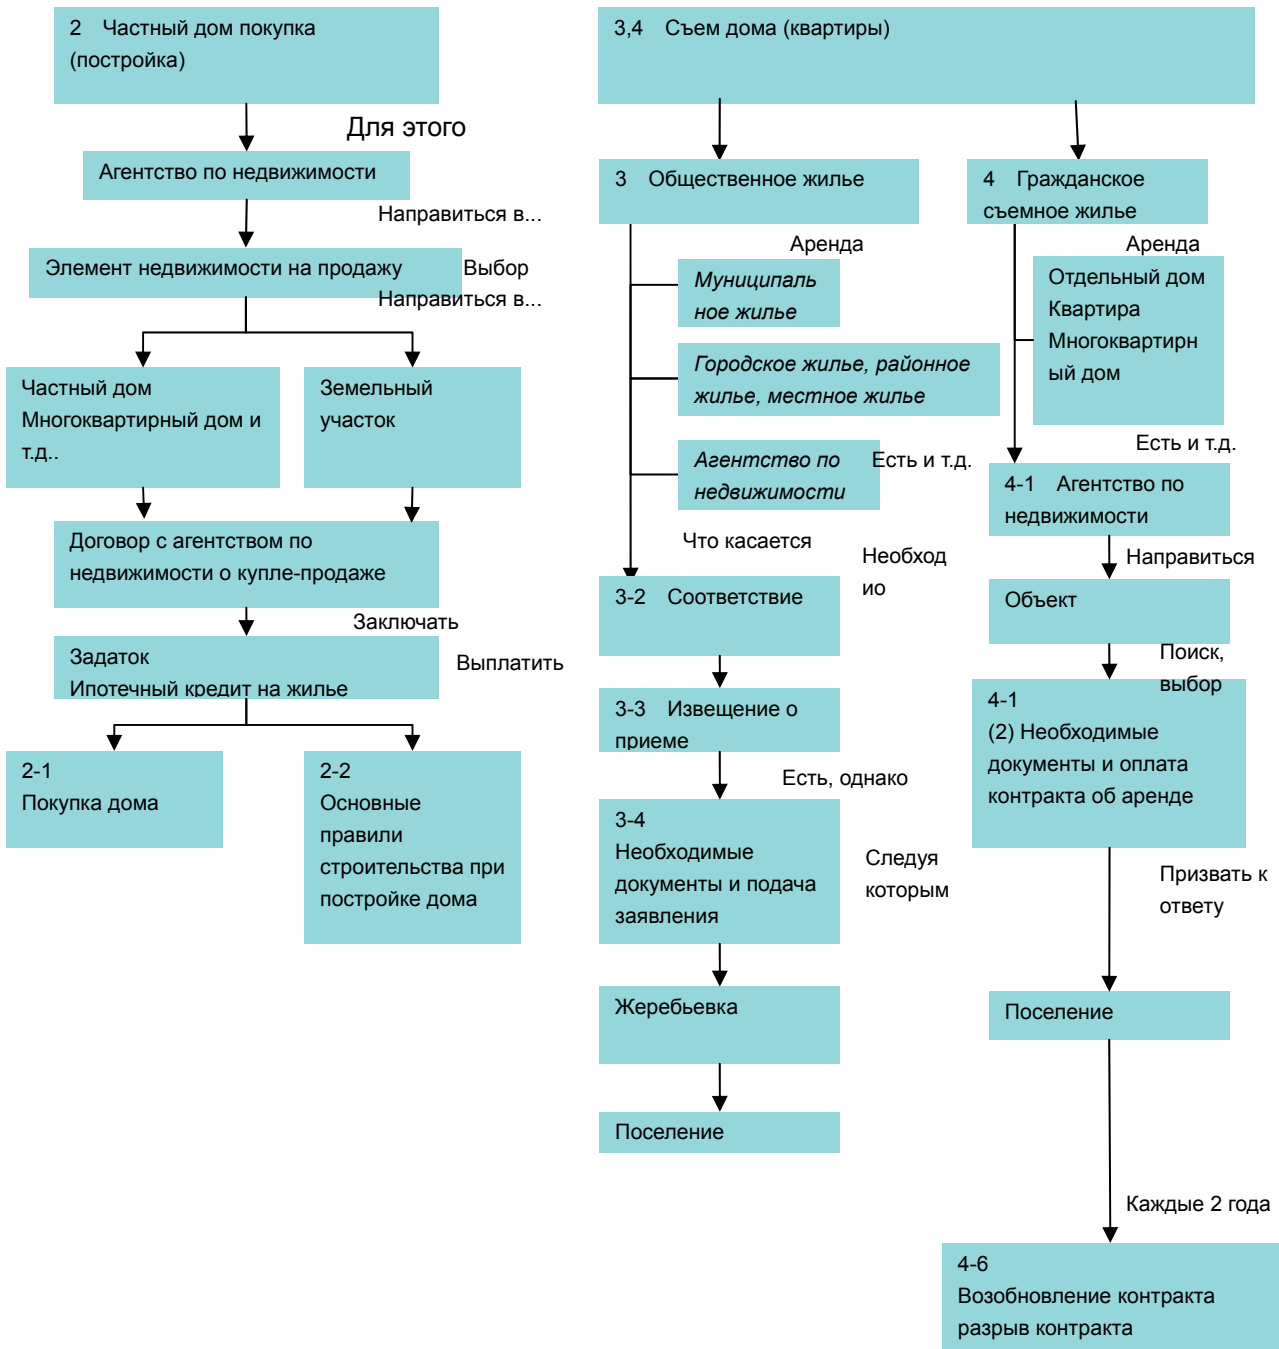 2 Частный дом покупка
(постройка)
Для этого
Агентство по недвижимости
Направиться в...
Элемент недвижимости на продажу
Выбор
Направиться в...
Частный дом
Многоквартирный дом и
т.д..
Земельный
участок
Договор с агентством по
недвижимости о купле-продаже
Заключать
Задаток
Ипотечный кредит на жилье
Выплатить
2-1
Покупка дома
2-2
Основные
правили
строительства при
постройке дома
3,4 Съем дома (квартиры)
3 Общественное жилье
Аренда
Муниципаль
ное жилье
Городское жилье, районное
жилье, местное жилье
Агентство по
недвижимости
Есть и т.д.
Что касается
Необход
ио
3-2 Соответствие
3-3 Извещение о
приеме
Есть, однако
3-4
Необходимые
документы и подача
заявления
Следуя
которым
Жеребьевка
Поселение
4 Гражданское
съемное жилье
Аренда
Отдельный дом
Квартира
Многоквартирн
ый дом
Есть и т.д.
4-1 Агентство по
недвижимости
Направиться
Объект
Поиск,
выбор
4-1
(2) Необходимые
документы и оплата
контракта об аренде
Призвать к
ответу
Поселение
Каждые 2 года
4-6
Возобновление контракта
разрыв контракта